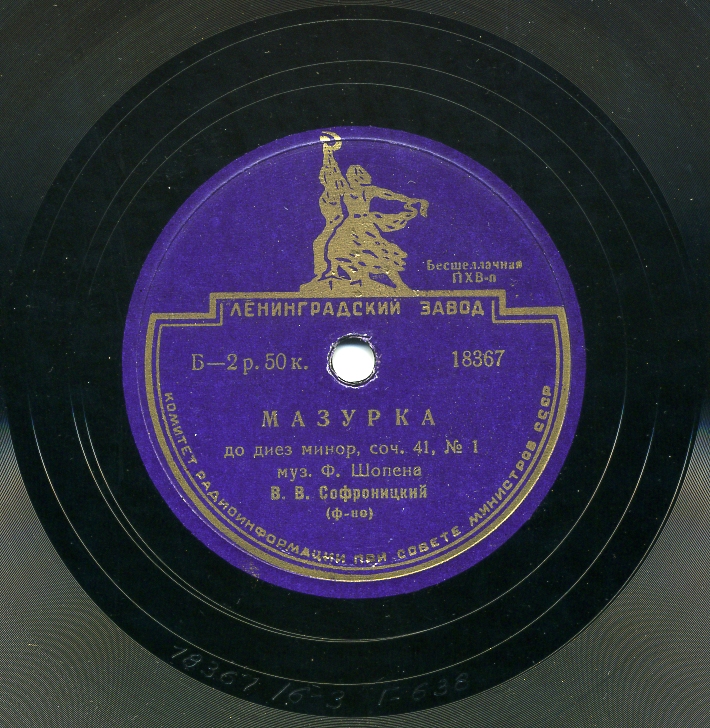 Бесшеллачная
ПХВ-п
ЛЕНИНГРАДСКИЙ ЗАВОД
Б—2 р. 50 к.
18367
МАЗУРКА
до диез минор, соч. 41, № 1
муз. Ф. Шопена
В. В. Софроницкий
(ф-но)
КОМИТЕТ РАДИОИНФОРМАЦИИ ПРИ СОВЕТЕ МИНИСТРОВ СССР
18367 16-3 Г-638